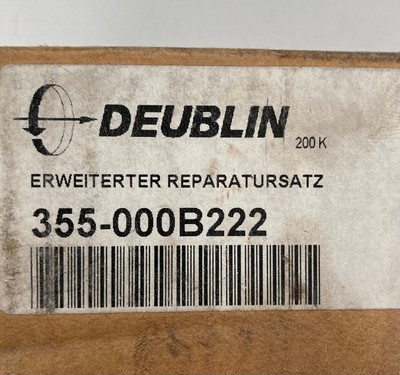 DEUBLIN
200 K
ERWEITERTER REPARATURSATZ
355-000B222